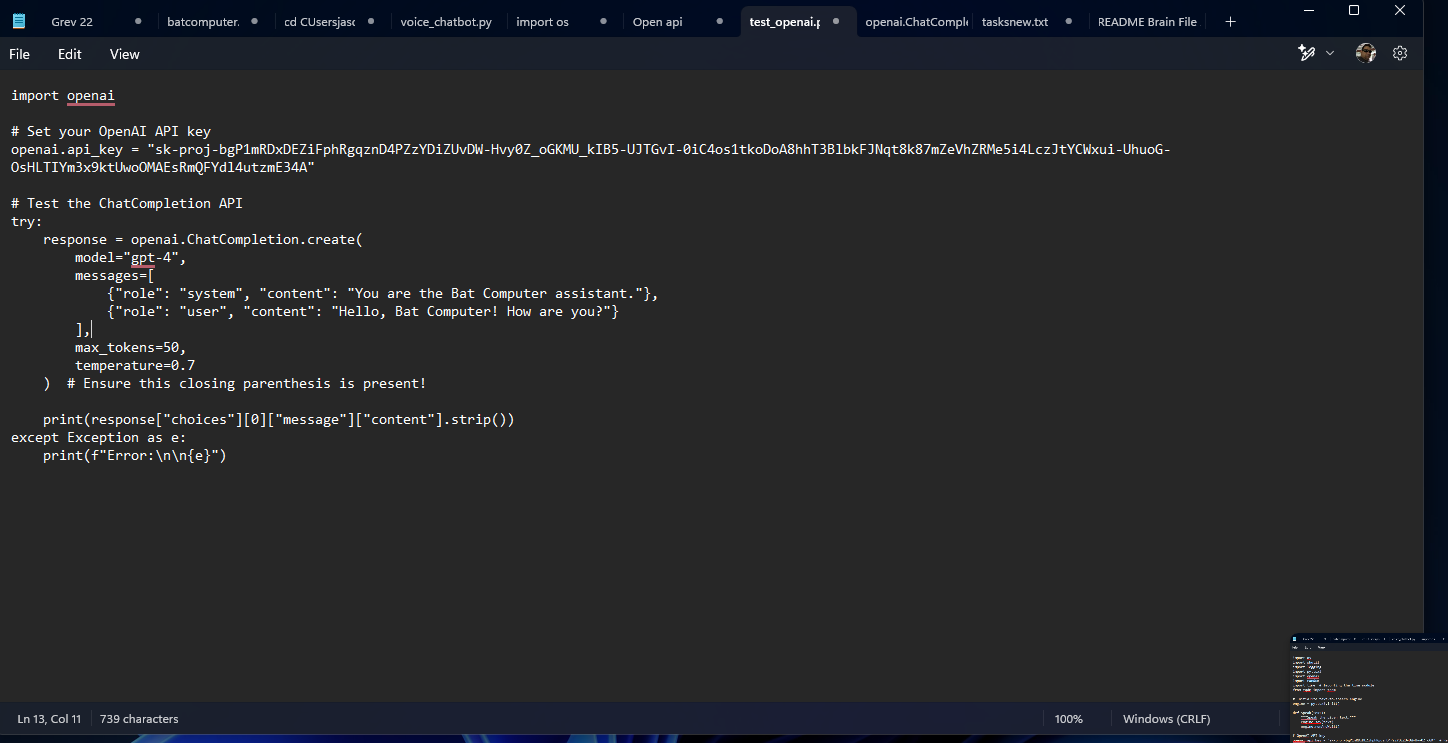 Grev 22
batcomputer.
cd CUsersjasc
voice_chatbot.py
import os
Open api
test_openai.p
openai.ChatComple
tasksnew.txt
README Brain File
File Edit View
import openai
# Set your OpenAI API key
openai.api_key = "sk-proj-bgP1mRDxDEZiFphRgqznD4PZzYDiZUvDW-Hvy0Z_oGKMU_kIB5-UJTGvI-0iC4os1tkoDoA8hhT3BlbkFJNqt8k87mZeVhZRMe5i4LczJtYCWxui-UhuoG-
OsHLTIYm3x9ktUwoOMAEsRmQFYdl4utzmE34A"
# Test the ChatCompletion API
try:
    response = openai.ChatCompletion.create(
        model="gpt-4",
        messages=[
            {"role": "system", "content": "You are the Bat Computer assistant."},
            {"role": "user", "content": "Hello, Bat Computer! How are you?"}
        ],
        max_tokens=50,
        temperature=0.7
    )  # Ensure this closing parenthesis is present!
    print(response["choices"][0]["message"]["content"].strip())
except Exception as e:
    print(f"Error:\n\n{e}")
Ln 13, Col 11
739 characters
100%
Windows (CRLF)